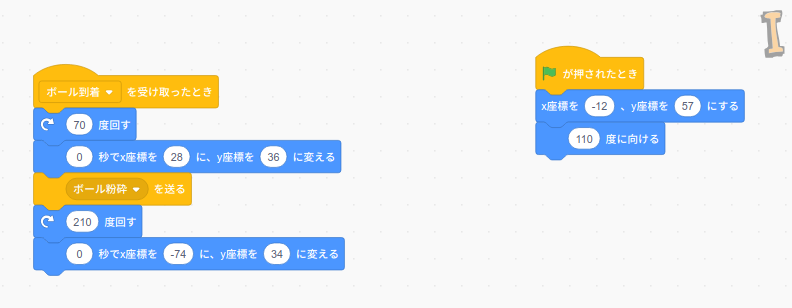 ボール到着 を受け取ったとき
70 度回す
0 秒でx座標を 28 に、y座標を 36 に変える
ボール粉砕 を送る
210 度回す
0 秒でx座標を -74 に、y座標を 34 に変える
が押されたとき
x座標を -12 、y座標を 57 にする
110 度に向ける
I